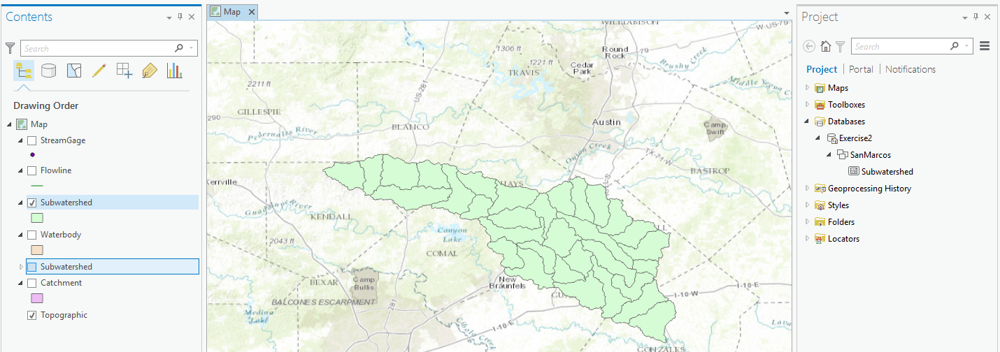 Contents
Search
Drawing Order
Map
StreamGage
Flowline
Subwatershed
Waterbody
Subwatershed
Catchment
Topographic
Map
WILLIAMSON
W-US-79
1306 ft
Round
Rock
79
Brushy Creek
1221 ft
Cedar
Park
TRAVIS
2211 ft
US-281
Middle Yegua Cr
290
GILLESPIE
BLANCO
Austin
Camp
Swift
Pedernales River
Onion Creek
TX-71-W
BASTROP
Kerrville
HAYS
Guadalupe River
KENDALL
Canyon
Lake
2043 ft
COMAL
BEXAR
Camp
Bullis
New
Braunfels
I-10-E
I-10-W
BALCONES ESCARPMENT
281
Medina
Lake
Cibolo Creek
I-10-E
Lava
GONZALES
Project
Search
Project
Portal
Notifications
Maps
Toolboxes
Databases
Exercise2
SanMarcos
Subwatershed
Geoprocessing History
Styles
Folders
Locators